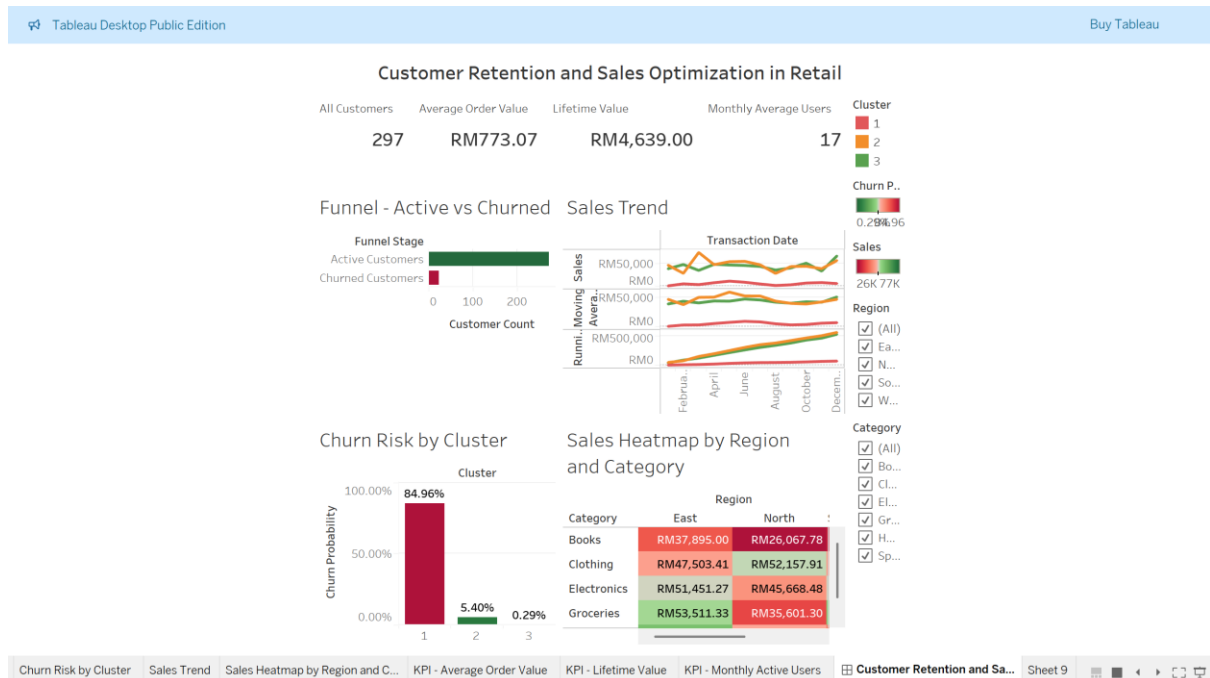 Tableau Desktop Public Edition
Buy Tableau
Customer Retention and Sales Optimization in Retail
All Customers
297
Average Order Value
RM773.07
Lifetime Value
RM4,639.00
Monthly Average Users
17
Cluster
1
2
3
Churn P..
0.29%
Sales
26K 77K
Region
(All)
Ea...
N...
So...
W...
Category
(All)
Bo...
Cl...
El...
Gr...
H...
Sp...
Funnel - Active vs Churned
Funnel Stage
Active Customers
Churned Customers
0 100 200
Customer Count
Sales Trend
Transaction Date
Sales
RM50,000
RM0
Moving
Avera..
RM50,000
RM0
Runni..
RM500,000
RM0
Februa..
April
June
August
October
Decem..
Churn Risk by Cluster
Cluster
Churn Probability
100.00%
50.00%
0.00%
84.96%
5.40%
0.29%
1 2 3
Sales Heatmap by Region
and Category
Region
Category East North
Books RM37,895.00 RM26,067.78
Clothing RM47,503.41 RM52,157.91
Electronics RM51,451.27 RM45,668.48
Groceries RM53,511.33 RM35,601.30
Churn Risk by Cluster
Sales Trend
Sales Heatmap by Region and C...
KPI - Average Order Value
KPI - Lifetime Value
KPI - Monthly Active Users
Customer Retention and Sa...
Sheet 9